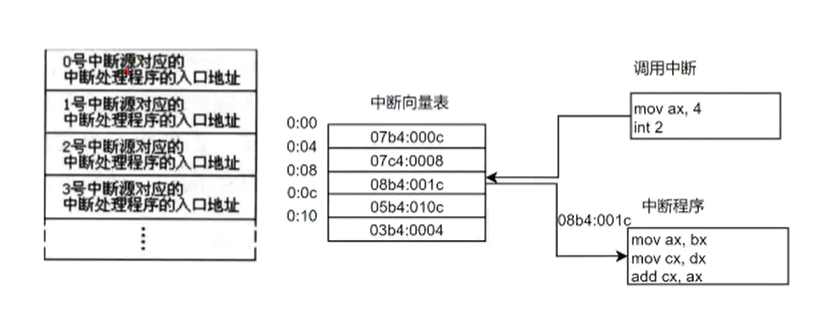 0号中断源对应的
中断处理程序的入口地址
1号中断源对应的
中断处理程序的入口地址
2号中断源对应的
中断处理程序的入口地址
3号中断源对应的
中断处理程序的入口地址
中断向量表
0:00
0:04
0:08
0:0c
0:10
07b4:000c
07c4:0008
08b4:001c
05b4:010c
03b4:0004
调用中断
mov ax, 4
int 2
08b4:001c
中断程序
mov ax, bx
mov cx, dx
add cx, ax